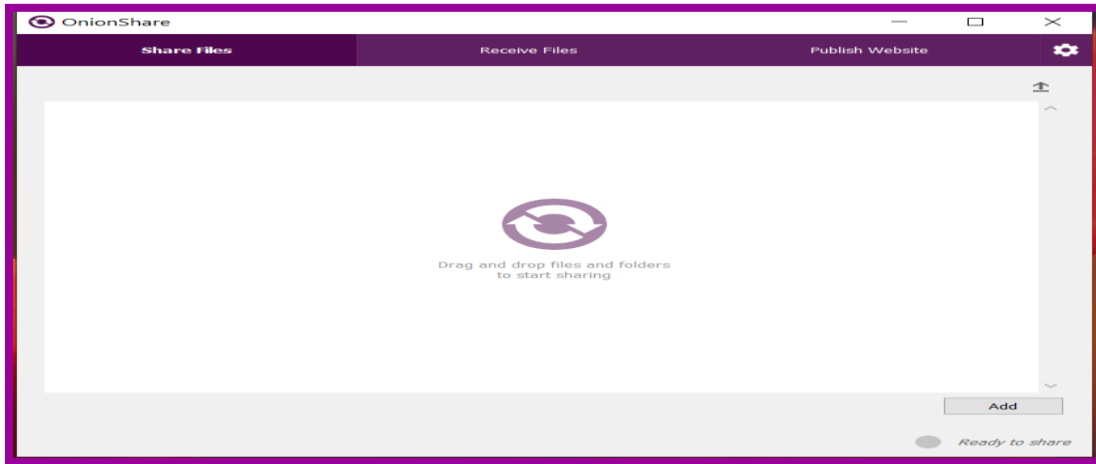 OnionShare
Share Files
Receive Files
Publish Website
Drag and drop files and folders
to start sharing
Add
Ready to share